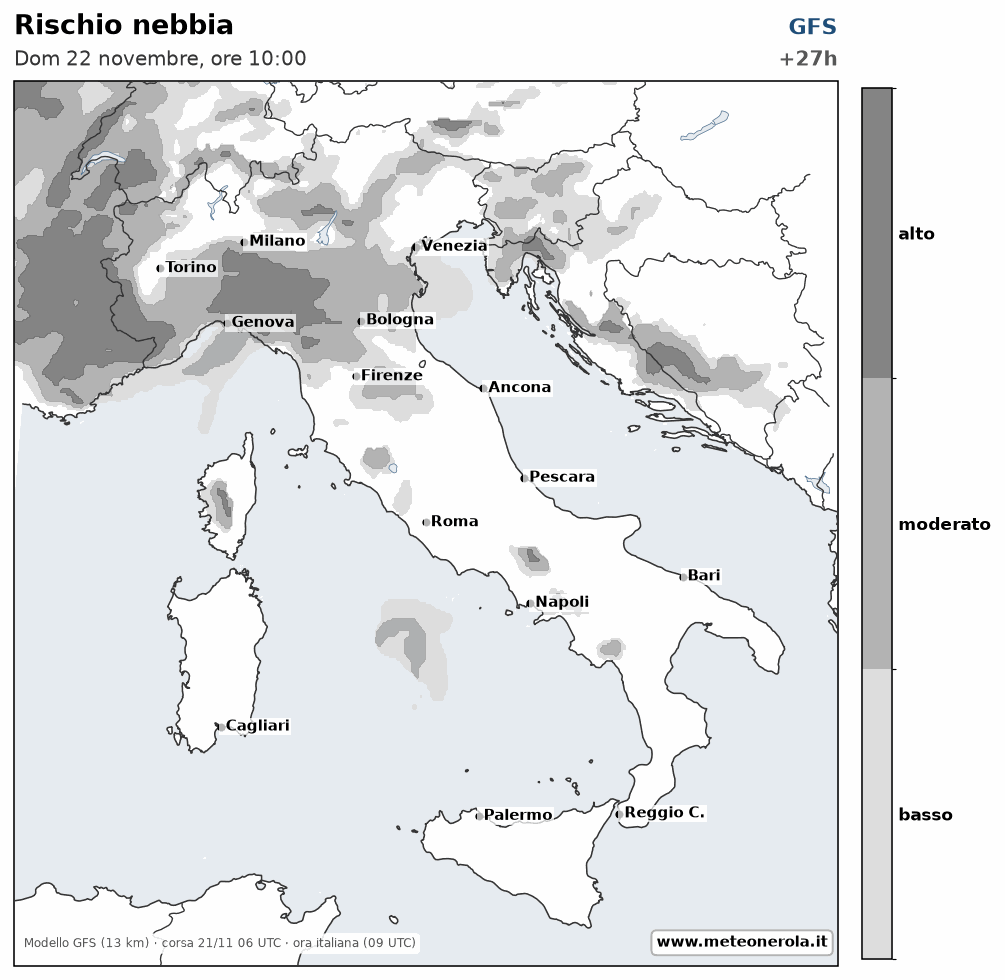 Rischio nebbia
GFS
Dom 22 novembre, ore 10:00
+27h
Milano
Venezia
Torino
Genova
Bologna
Firenze
Ancona
Pescara
Roma
Bari
Napoli
Cagliari
Palermo
Reggio C.
alto
moderato
basso
Modello GFS (13 km) · corsa 21/11 06 UTC · ora italiana (09 UTC)
www.meteonerola.it